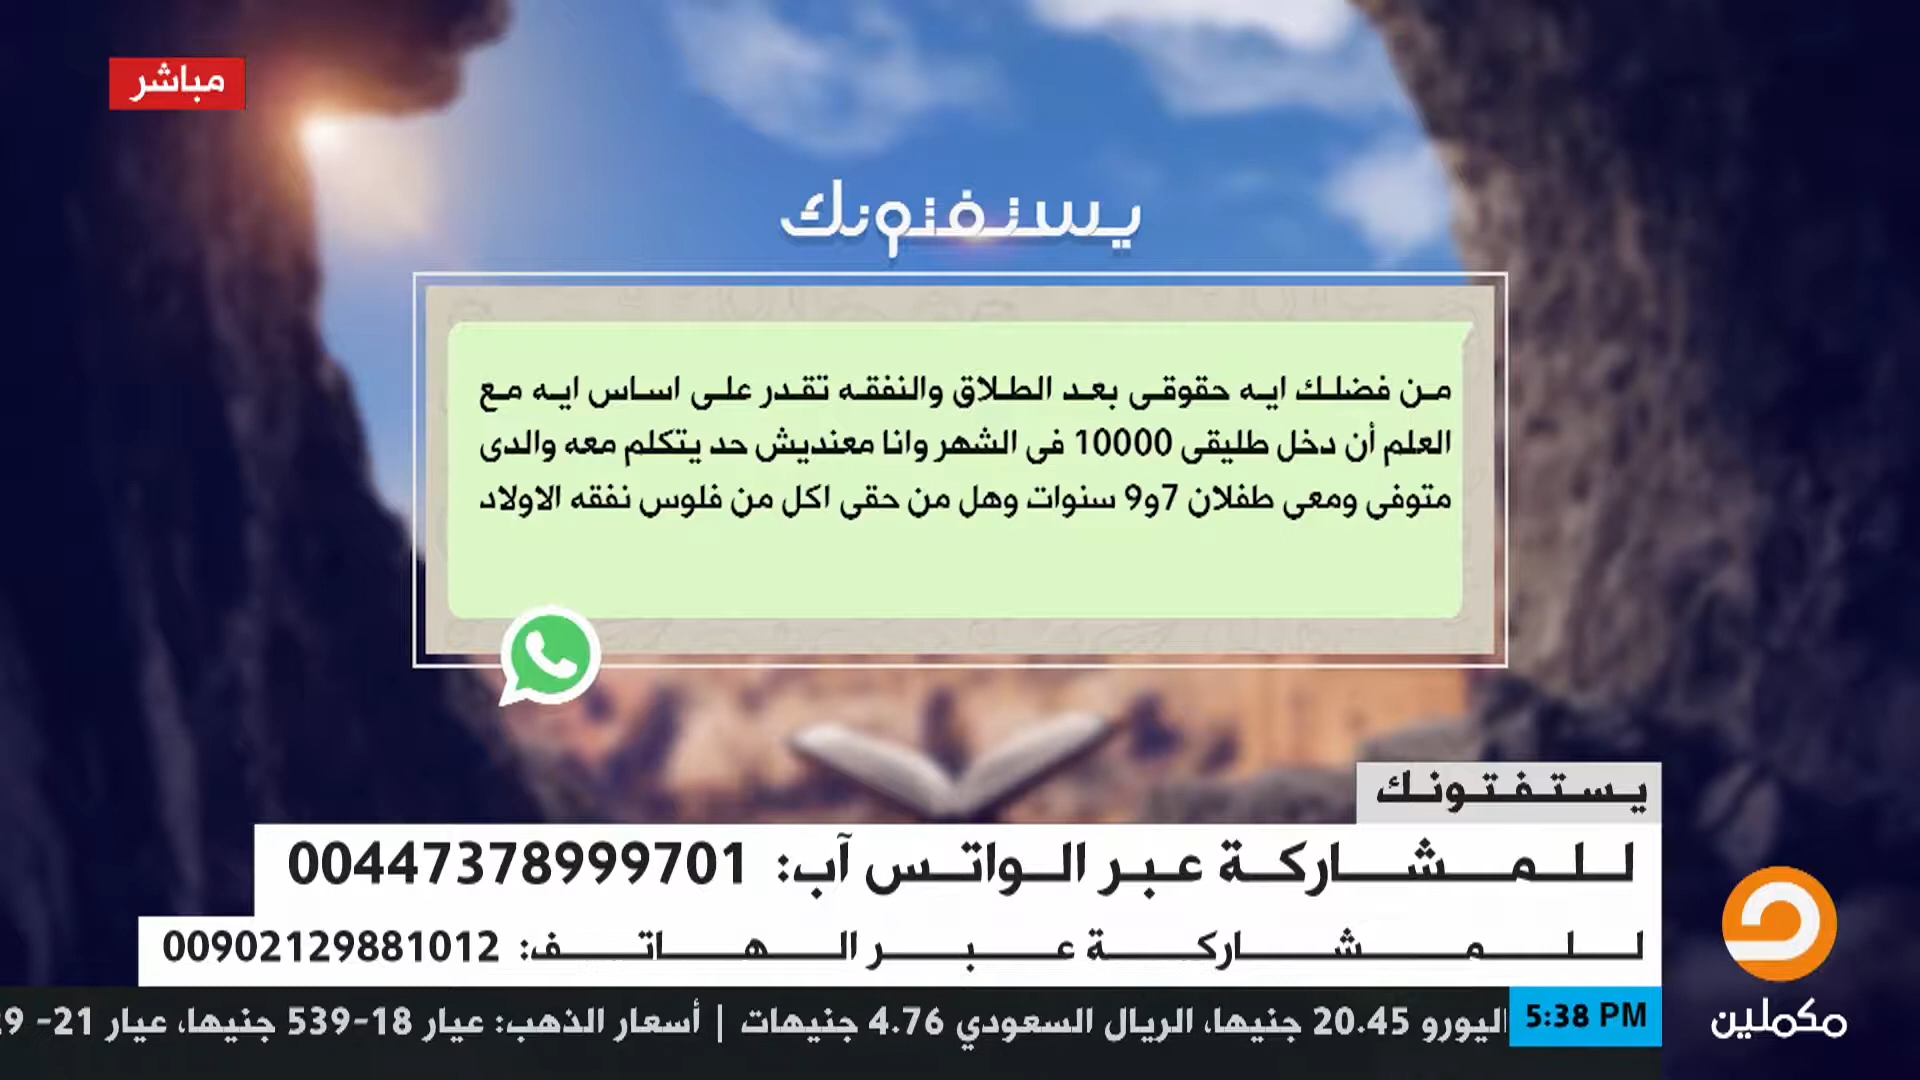 مباشر
يستفتونك
من فضلك ايه حقوقى بعد الطلاق والنفقه تقدر على اساس ايه مع
العلم أن دخل طليقى 10000 فى الشهر وانا معنديش حد يتكلم معه والدى
متوفى ومعى طفلان 7و9 سنوات وهل من حقى اكل من فلوس نفقه الاولاد
يستفتونك
للمشاركة عبر الواتس آب: 00447378999701
للمشاركة عبر الهاتف: 00902129881012
5:38 PM اليورو 20.45 جنيها، الريال السعودي 4.76 جنيهات | أسعار الذهب: عيار 18-539 جنيها، عيار 21-
مكملين